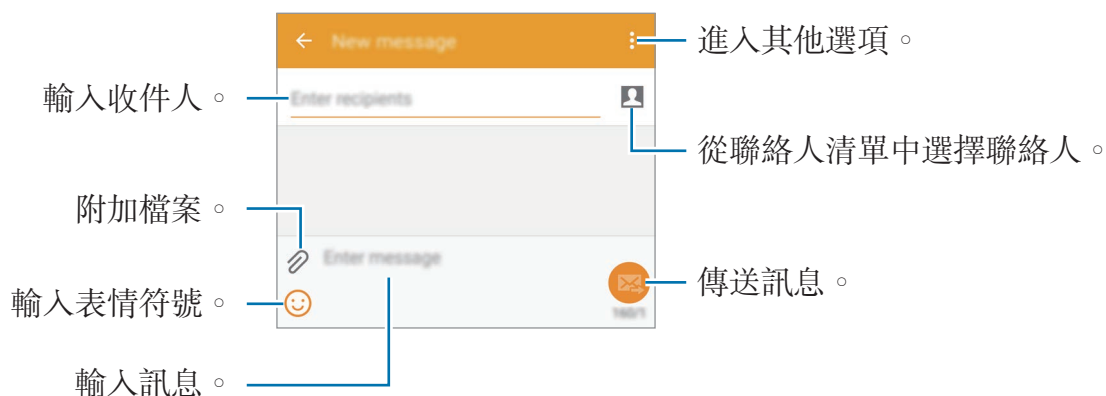 New message
進入其他選項。
輸入收件人。
Enter recipients
從聯絡人清單中選擇聯絡人。
附加檔案。
Enter message
傳送訊息。
輸入表情符號。
160/1
輸入訊息。